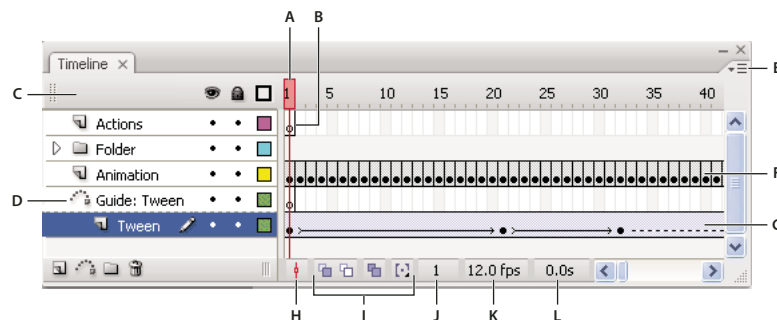 A B
Timeline
E
C
1 5 10 15 20 25 30 35 40
Actions
Folder
Animation
F
D
Guide: Tween
Tween
G
1 12.0 fps 0.0s
H I J K L